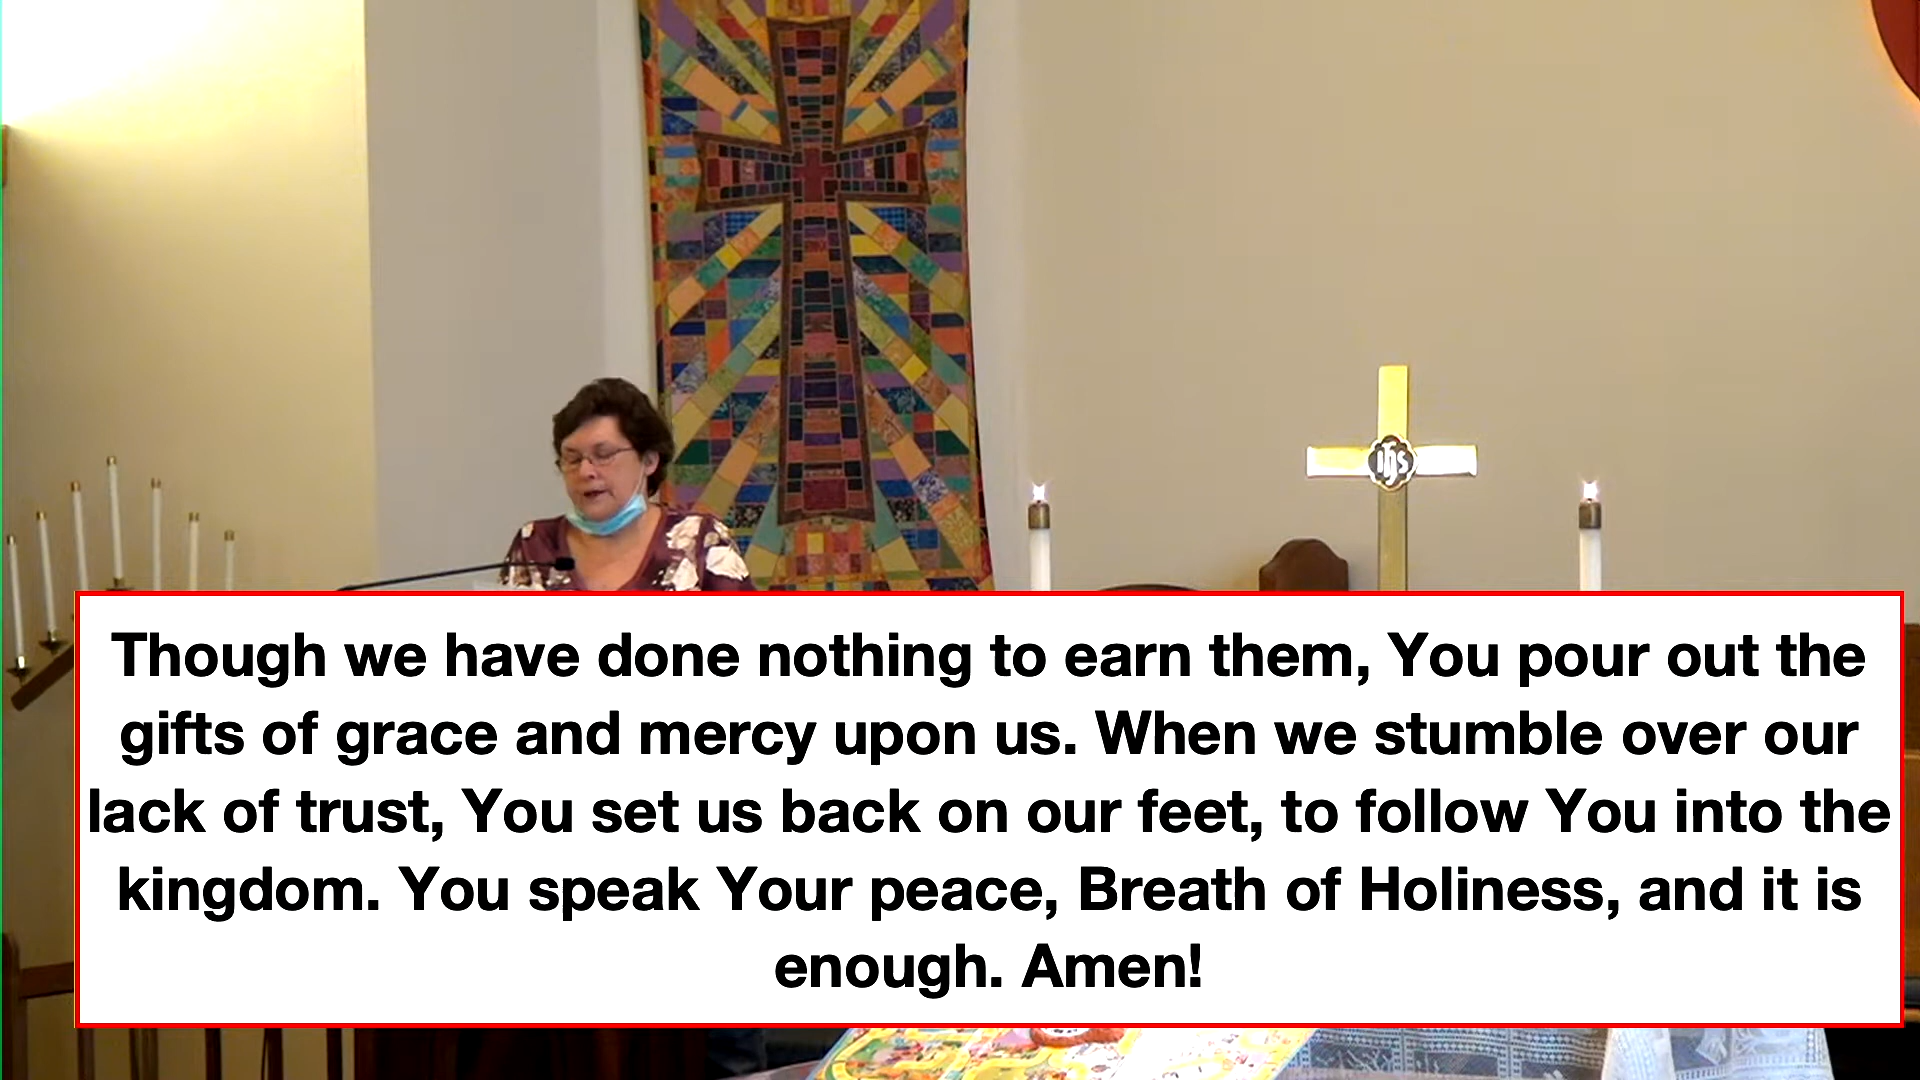 ihs
Though we have done nothing to earn them, You pour out the
gifts of grace and mercy upon us. When we stumble over our
lack of trust, You set us back on our feet, to follow You into the
kingdom. You speak Your peace, Breath of Holiness, and it is
enough. Amen!